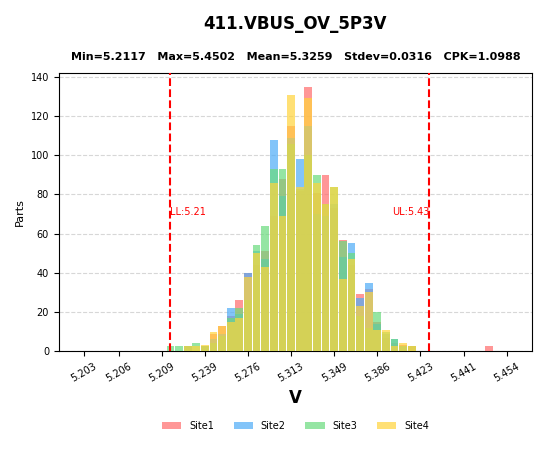 411.VBUS_OV_5P3V
Min=5.2117 Max=5.4502 Mean=5.3259 Stdev=0.0316 CPK=1.0988
140
120
100
80
60
40
20
0
Parts
LL:5.21
UL:5.43
5.203 5.206 5.209 5.239 5.276 5.313 5.349 5.386 5.423 5.441 5.454
V
Site1 Site2 Site3 Site4